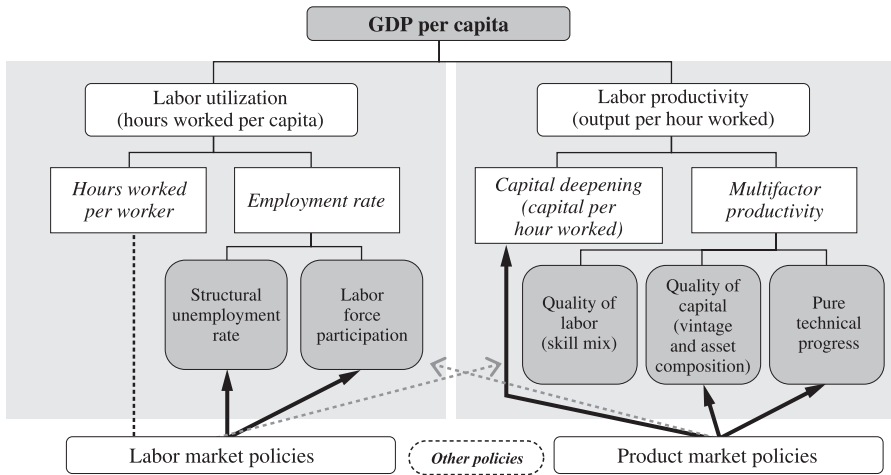 GDP per capita
Labor utilization
(hours worked per capita)
Labor productivity
(output per hour worked)
Hours worked
per worker
Employment rate
Capital deepening
(capital per
hour worked)
Multifactor
productivity
Structural
unemployment
rate
Labor
force
participation
Quality of
labor
(skill mix)
Quality of
capital
(vintage
and asset
composition)
Pure
technical
progress
Labor market policies
Other policies
Product market policies